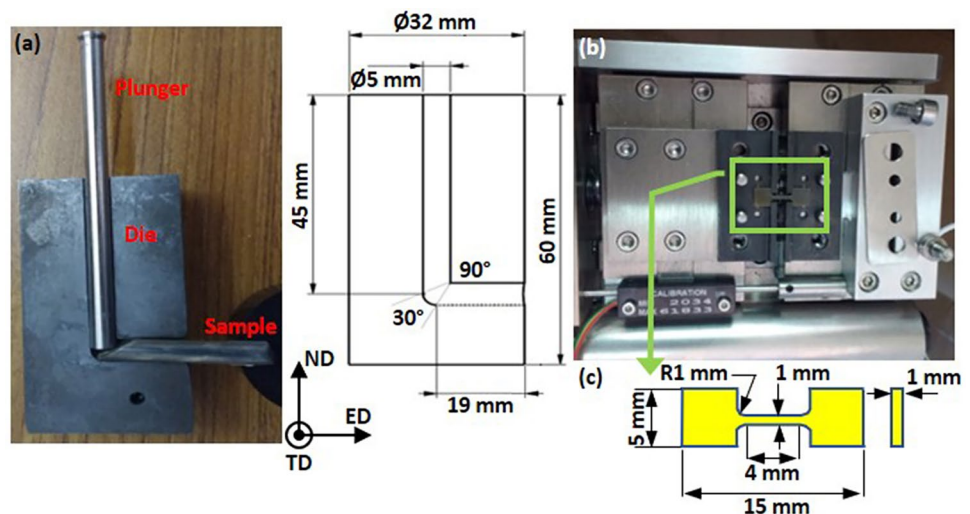 (a)
Plunger
Die
Sample
Ø32 mm
Ø5 mm
45 mm
60 mm
90°
30°
19 mm
ND
ED
TD
(b)
CALIBRATION
2034
61833
(c)
R1 mm
1 mm
1 mm
5 mm
4 mm
15 mm